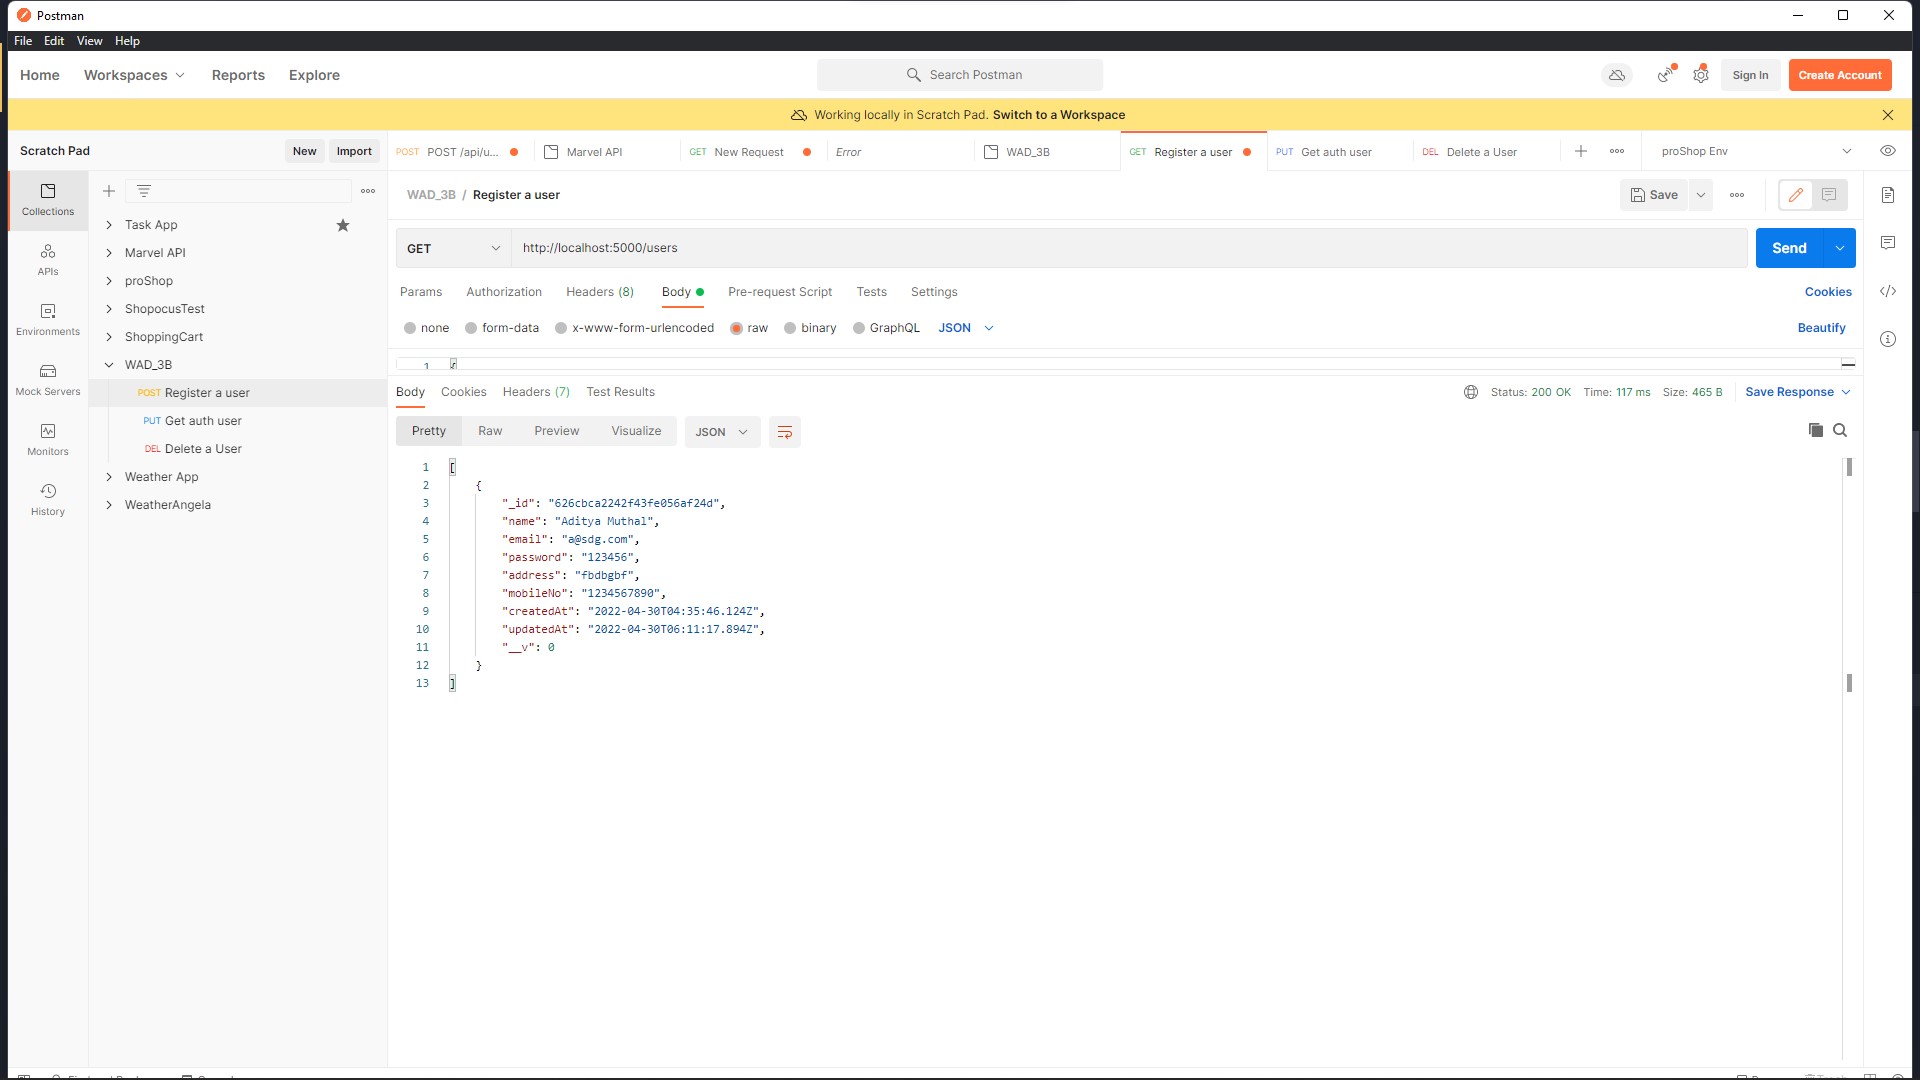 Postman
File Edit View Help
Home Workspaces Reports Explore Search Postman Sign In Create Account
Working locally in Scratch Pad. Switch to a Workspace
Scratch Pad New Import POST POST /api/u... Marvel API GET New Request Error WAD_3B GET Register a user PUT Get auth user DEL Delete a User proShop Env
Collections
APIs
Environments
Mock Servers
Monitors
History
Task App
Marvel API
proShop
ShopocusTest
ShoppingCart
WAD_3B
POST Register a user
PUT Get auth user
DEL Delete a User
Weather App
WeatherAngela
WAD_3B / Register a user Save
GET http://localhost:5000/users Send
Params Authorization Headers (8) Body Pre-request Script Tests Settings Cookies
none form-data x-www-form-urlencoded raw binary GraphQL JSON Beautify
1 {
Body Cookies Headers (7) Test Results Status: 200 OK Time: 117 ms Size: 465 B Save Response
Pretty Raw Preview Visualize JSON
1 [
2 {
3 "_id": "626cbca2242f43fe056af24d",
4 "name": "Aditya Muthal",
5 "email": "a@sdg.com",
6 "password": "123456",
7 "address": "fbdbgbf",
8 "mobileNo": "1234567890",
9 "createdAt": "2022-04-30T04:35:46.124Z",
10 "updatedAt": "2022-04-30T06:11:17.894Z",
11 "__v": 0
12 }
13 ]